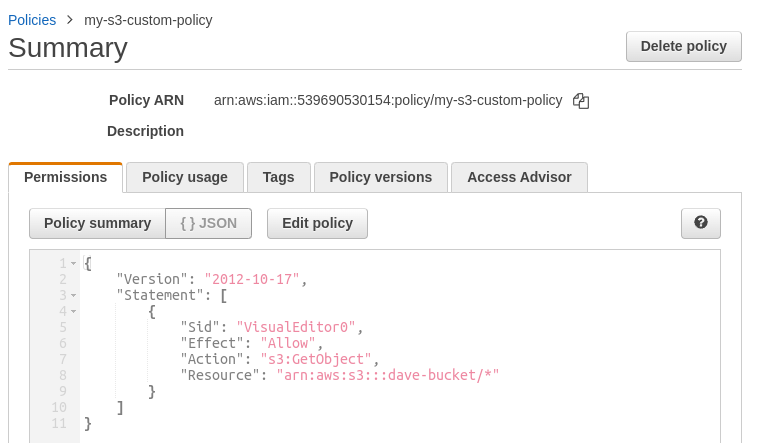 Policies > my-s3-custom-policy
Summary
Delete policy
Policy ARN arn:aws:iam::539690530154:policy/my-s3-custom-policy
Description
Permissions Policy usage Tags Policy versions Access Advisor
Policy summary { } JSON Edit policy ?
1 {
2     "Version": "2012-10-17",
3     "Statement": [
4         {
5             "Sid": "VisualEditor0",
6             "Effect": "Allow",
7             "Action": "s3:GetObject",
8             "Resource": "arn:aws:s3:::dave-bucket/*"
9         }
10     ]
11 }